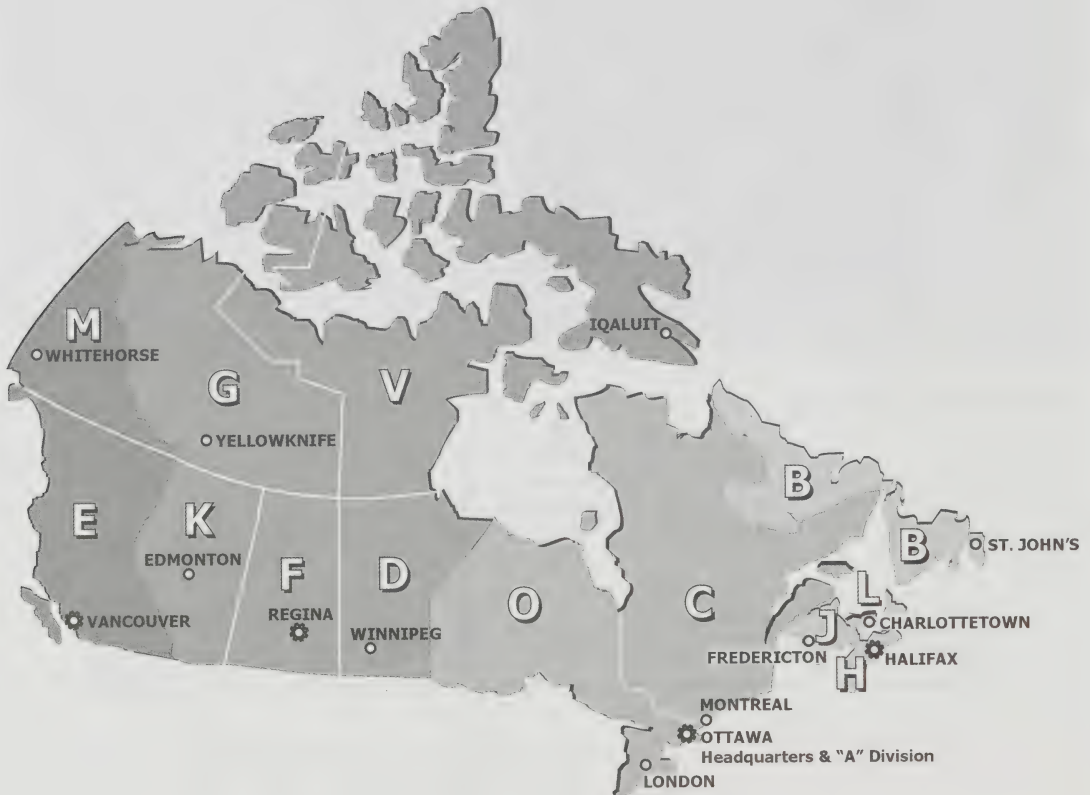 IQALUIT
M
WHITEHORSE
G
V
YELLOWKNIFE
B
E
K
B
ST. JOHN'S
EDMONTON
F
D
O
C
L
REGINA
VANCOUVER
WINNIPEG
J
CHARLOTTETOWN
FREDERICTON
HALIFAX
H
MONTREAL
OTTAWA
Headquarters & "A" Division
LONDON